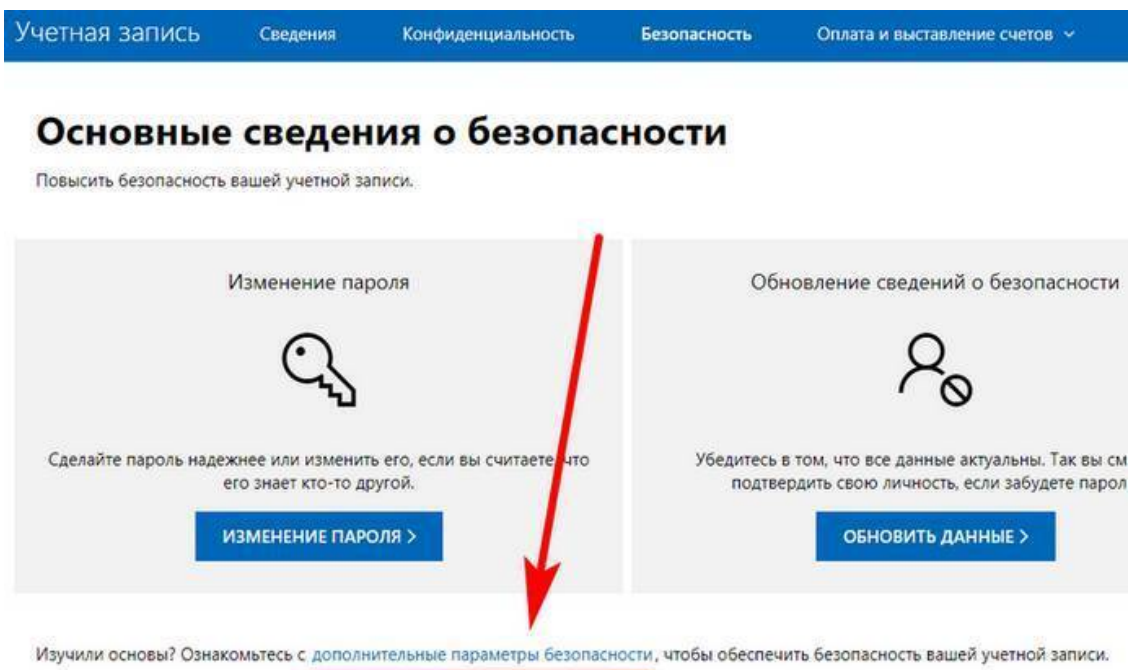 Учетная запись Сведения Конфиденциальность Безопасность Оплата и выставление счетов
Основные сведения о безопасности
Повысить безопасность вашей учетной записи.
Изменение пароля
Сделайте пароль надежнее или изменить его, если вы считаете, что
его знает кто-то другой.
ИЗМЕНЕНИЕ ПАРОЛЯ >
Обновление сведений о безопасности
Убедитесь в том, что все данные актуальны. Так вы см
подтвердить свою личность, если забудете парол
ОБНОВИТЬ ДАННЫЕ >
Изучили основы? Ознакомьтесь с дополнительные параметры безопасности, чтобы обеспечить безопасность вашей учетной записи.